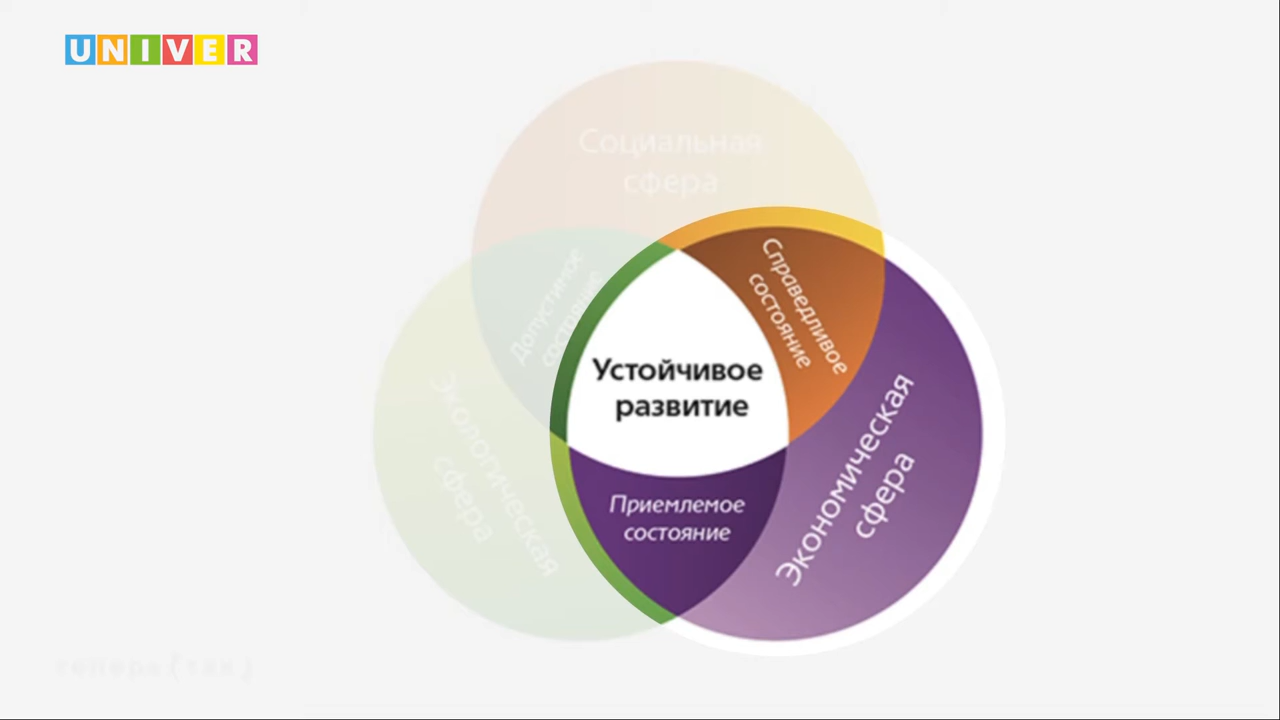 UNIVER
Социальная
сфера
Допустимое
состояние
Справедливое
состояние
Устойчивое
развитие
Экологическая
сфера
Экономическая
сфера
Приемлемое
состояние